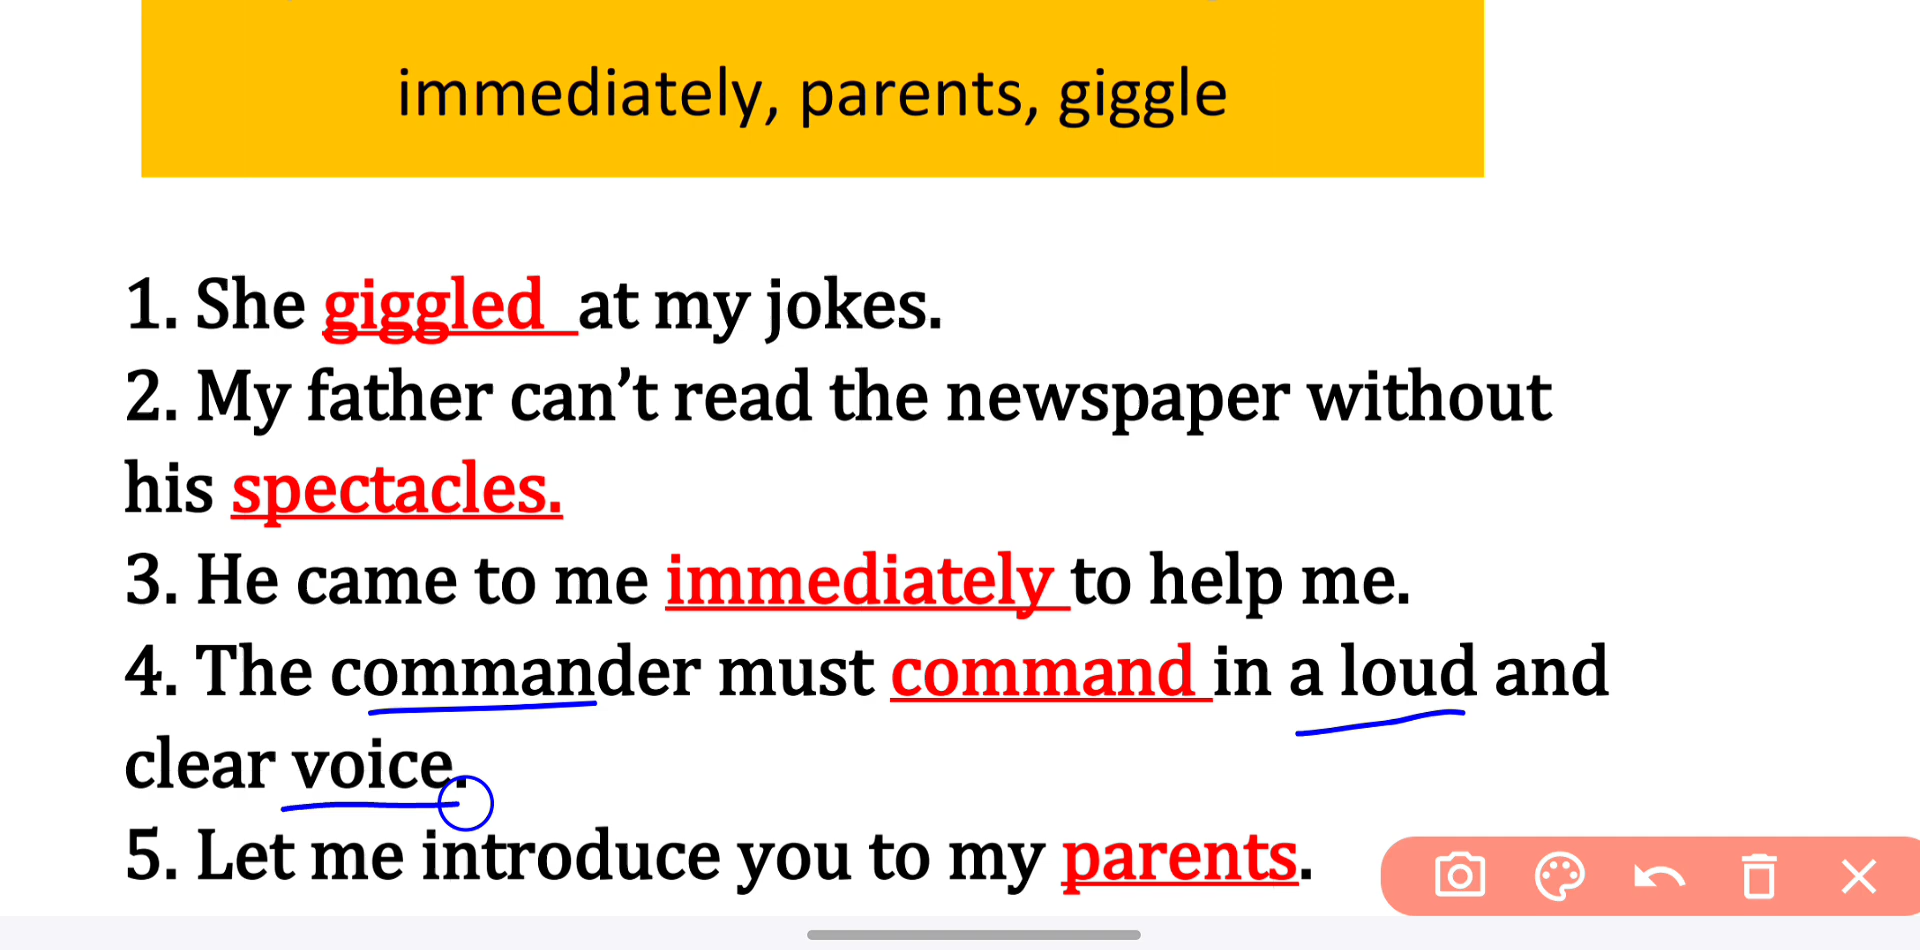 immediately, parents, giggle
1. She giggled at my jokes.
2. My father can’t read the newspaper without
his spectacles.
3. He came to me immediately to help me.
4. The commander must command in a loud and
clear voice.
5. Let me introduce you to my parents.